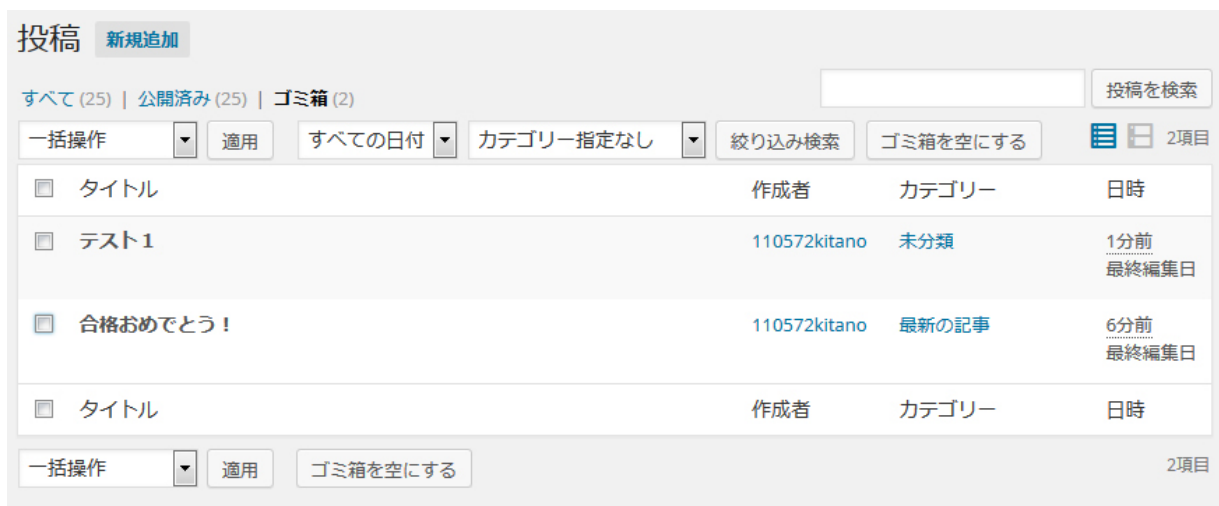 投稿 新規追加
すべて (25) | 公開済み (25) | ゴミ箱 (2)
投稿を検索
一括操作 適用 すべての日付 カテゴリー指定なし 絞り込み検索 ゴミ箱を空にする 2項目
タイトル 作成者 カテゴリー 日時
テスト1 110572kitano 未分類 1分前
最終編集日
合格おめでとう! 110572kitano 最新の記事 6分前
最終編集日
タイトル 作成者 カテゴリー 日時
一括操作 適用 ゴミ箱を空にする 2項目